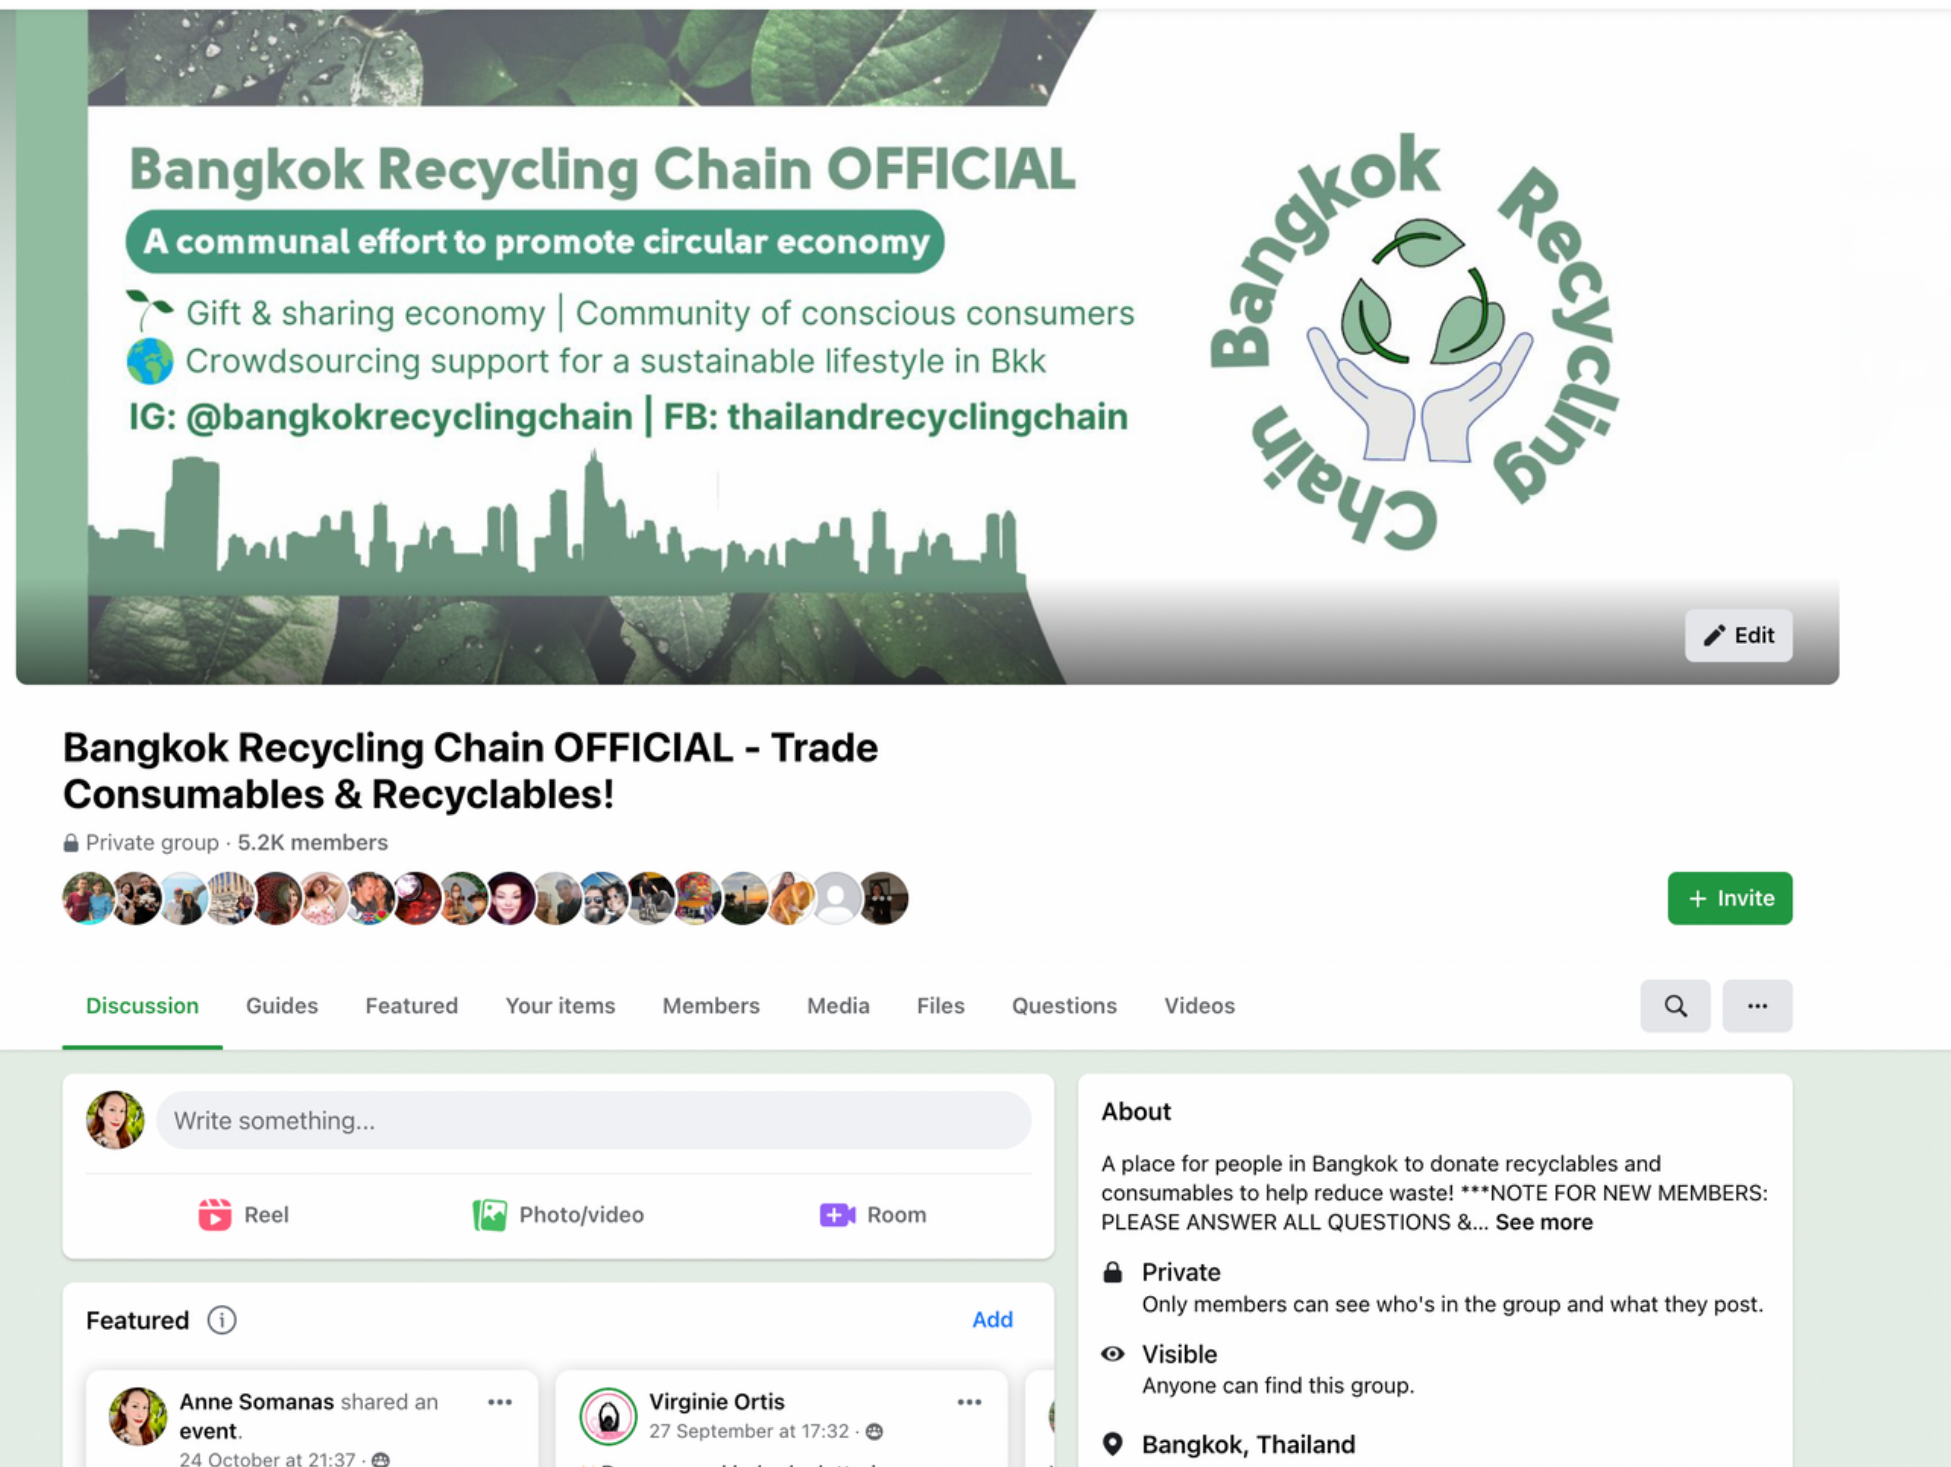 Bangkok Recycling Chain OFFICIAL
A communal effort to promote circular economy
Gift & sharing economy | Community of conscious consumers
Crowdsourcing support for a sustainable lifestyle in Bkk
IG: @bangkokrecyclingchain | FB: thailandrecyclingchain
Bangkok Recycling Chain
Edit
Bangkok Recycling Chain OFFICIAL - Trade
Consumables & Recyclables!
Private group · 5.2K members
+ Invite
Discussion Guides Featured Your items Members Media Files Questions Videos
Write something...
Reel Photo/video Room
Featured Add
Anne Somanas shared an
event.
24 October at 21:37 ·
Virginie Ortis
27 September at 17:32 ·
About
A place for people in Bangkok to donate recyclables and
consumables to help reduce waste! ***NOTE FOR NEW MEMBERS:
PLEASE ANSWER ALL QUESTIONS &... See more
Private
Only members can see who's in the group and what they post.
Visible
Anyone can find this group.
Bangkok, Thailand